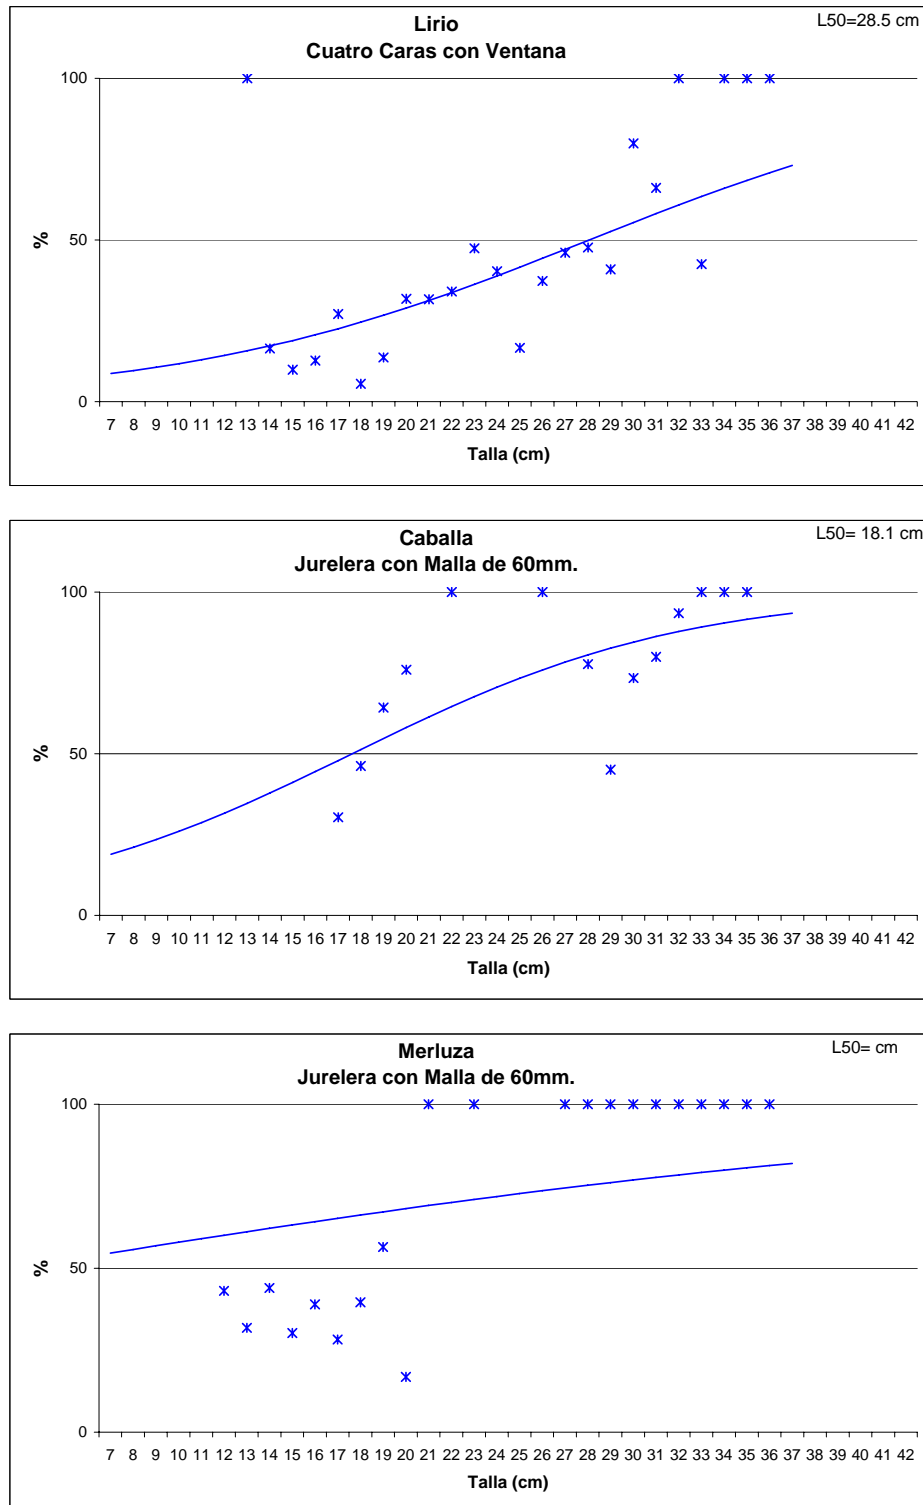 Lirio
Cuatro Caras con Ventana
L50=28.5 cm
100
50
0
%
7 8 9 10 11 12 13 14 15 16 17 18 19 20 21 22 23 24 25 26 27 28 29 30 31 32 33 34 35 36 37 38 39 40 41 42
Talla (cm)
Caballa
Jurelera con Malla de 60mm.
L50= 18.1 cm
100
50
0
%
7 8 9 10 11 12 13 14 15 16 17 18 19 20 21 22 23 24 25 26 27 28 29 30 31 32 33 34 35 36 37 38 39 40 41 42
Talla (cm)
Merluza
Jurelera con Malla de 60mm.
L50= cm
100
50
0
%
7 8 9 10 11 12 13 14 15 16 17 18 19 20 21 22 23 24 25 26 27 28 29 30 31 32 33 34 35 36 37 38 39 40 41 42
Talla (cm)